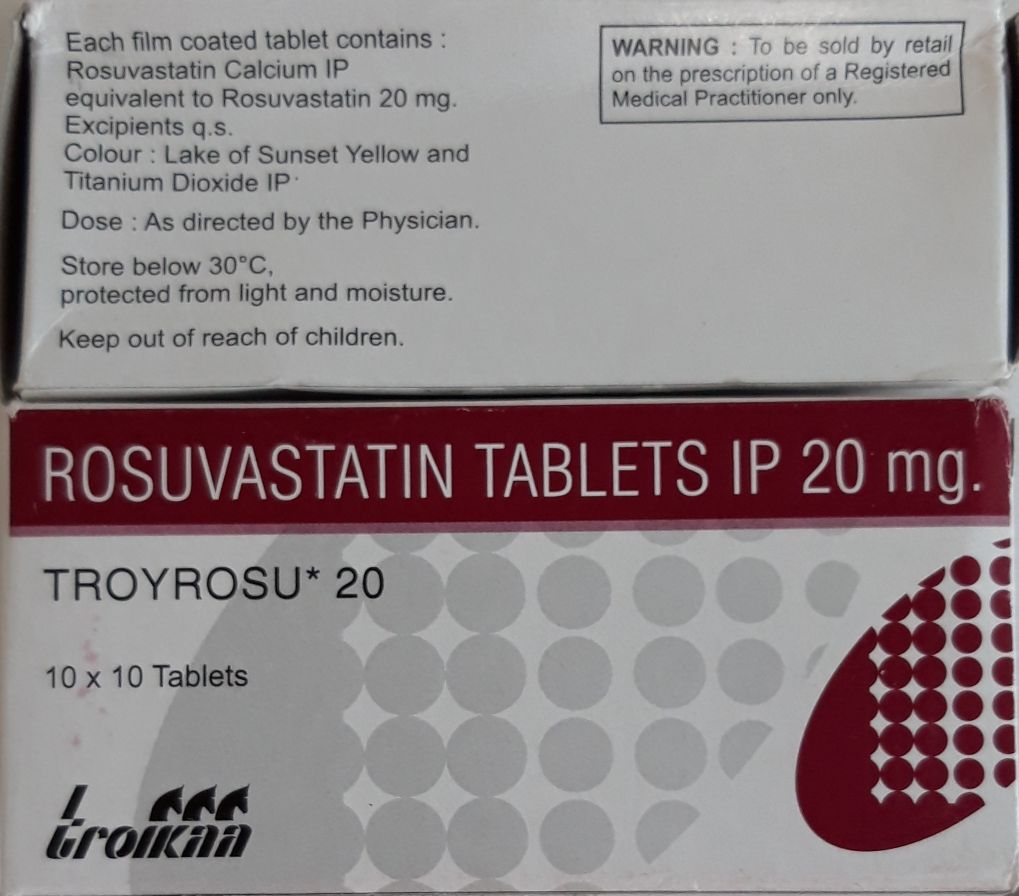 Each film coated tablet contains :
Rosuvastatin Calcium IP
equivalent to Rosuvastatin 20 mg.
Excipients q.s.
Colour : Lake of Sunset Yellow and
Titanium Dioxide IP
Dose : As directed by the Physician.
Store below 30°C,
protected from light and moisture.
Keep out of reach of children.
WARNING : To be sold by retail
on the prescription of a Registered
Medical Practitioner only.
ROSUVASTATIN TABLETS IP 20 mg.
TROYROSU* 20
10 x 10 Tablets
troikaa